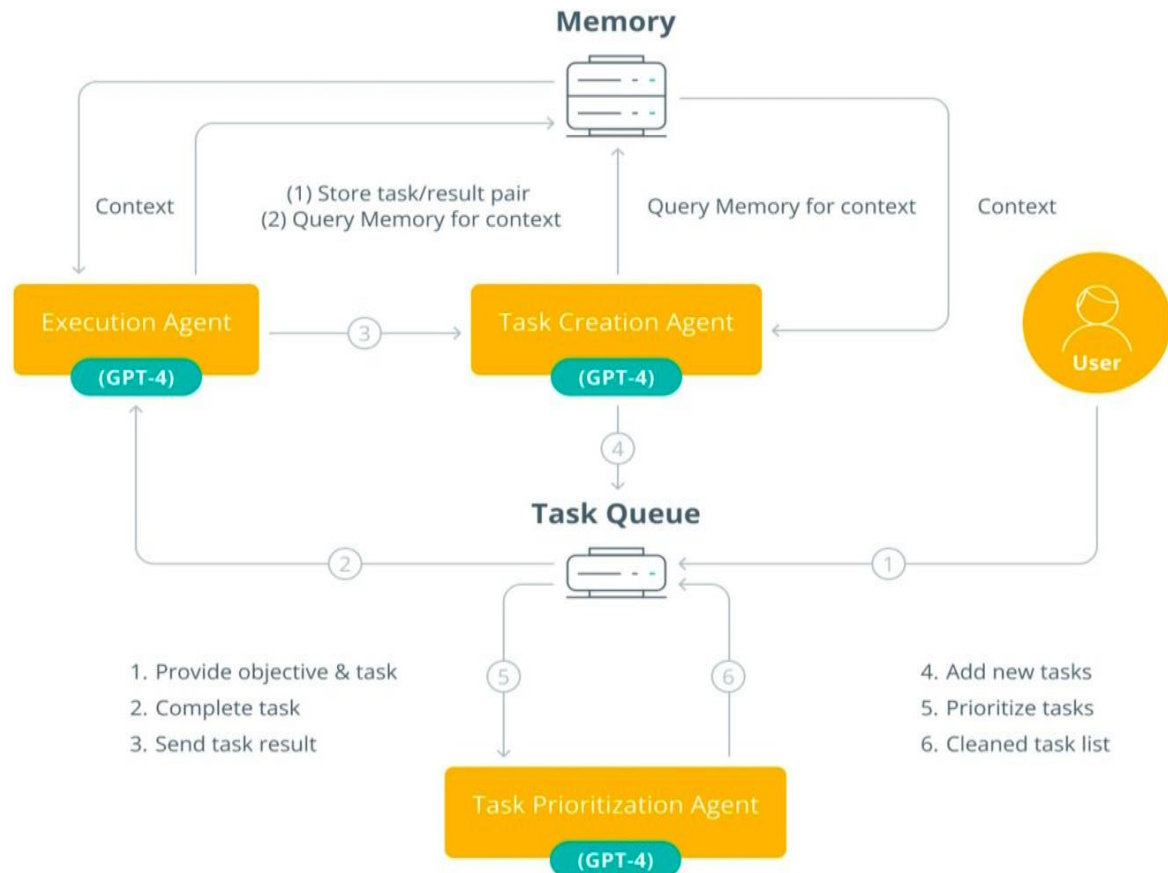 Memory
Context
(1) Store task/result pair
(2) Query Memory for context
Query Memory for context
Context
Execution Agent
(GPT-4)
3
Task Creation Agent
(GPT-4)
User
4
Task Queue
2
1
1. Provide objective & task
2. Complete task
3. Send task result
5
6
4. Add new tasks
5. Prioritize tasks
6. Cleaned task list
Task Prioritization Agent
(GPT-4)